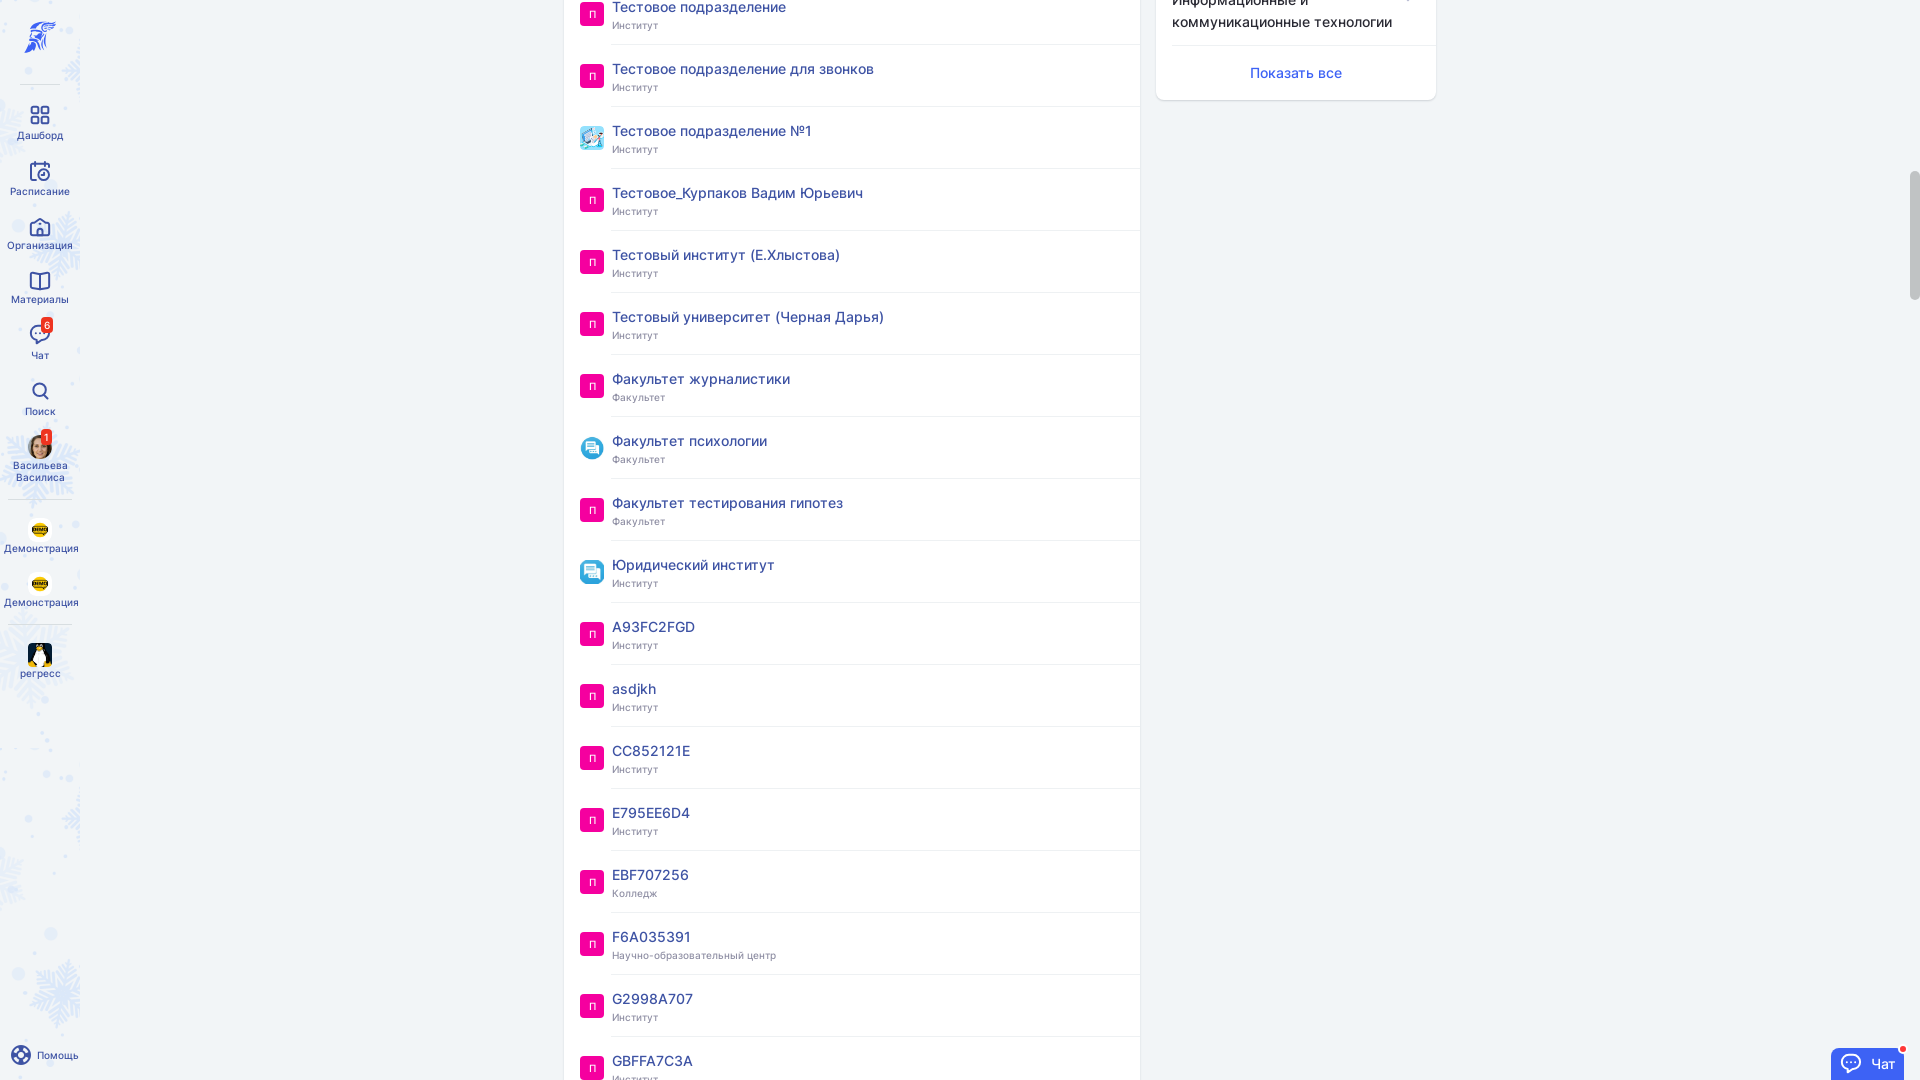 Дашборд
Расписание
Организация
Материалы
6
Чат
Поиск
1
Васильева
Василиса
DEMO
Демонстрация
DEMO
Демонстрация
регресс
Помощь
П
Тестовое подразделение
Институт
П
Тестовое подразделение для звонков
Институт
Тестовое подразделение №1
Институт
П
Тестовое_Курпаков Вадим Юрьевич
Институт
П
Тестовый институт (Е.Хлыстова)
Институт
П
Тестовый университет (Черная Дарья)
Институт
П
Факультет журналистики
Факультет
Факультет психологии
Факультет
П
Факультет тестирования гипотез
Факультет
Юридический институт
Институт
П
A93FC2FGD
Институт
П
asdjkh
Институт
П
CC852121E
Институт
П
E795EE6D4
Институт
П
EBF707256
Колледж
П
F6A035391
Научно-образовательный центр
П
G2998A707
Институт
П
GBFFA7C3A
Институт
Информационные и
коммуникационные технологии
Показать все
Чат